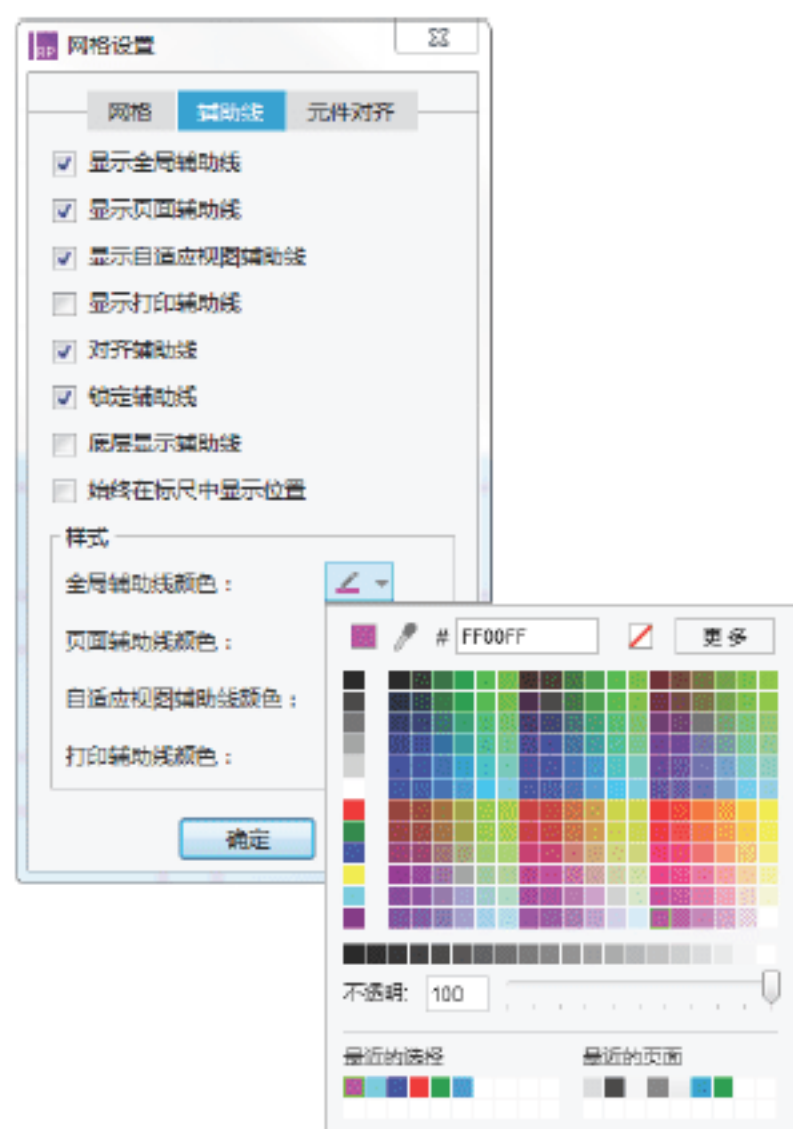 RP 网格设置
网格 辅助线 元件对齐
显示全局辅助线
显示页面辅助线
显示自适应视图辅助线
显示打印辅助线
对齐辅助线
锁定辅助线
底层显示辅助线
始终在标尺中显示位置
样式
全局辅助线颜色：
页面辅助线颜色：
自适应视图辅助线颜色：
打印辅助线颜色：
确定
# FF00FF 更多
不透明: 100
最近的选择 最近的页面